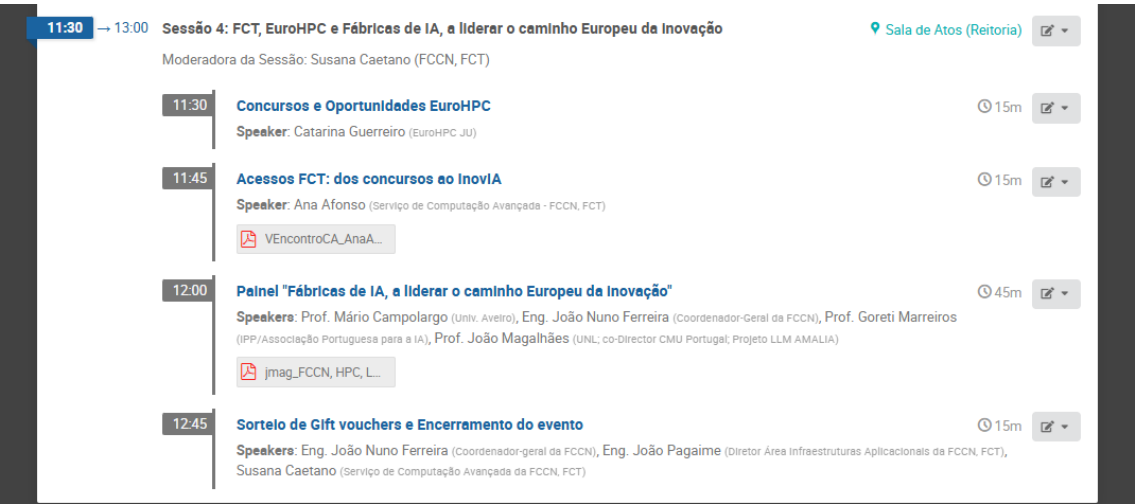 11:30 → 13:00 Sessão 4: FCT, EuroHPC e Fábricas de IA, a liderar o caminho Europeu da Inovação Sala de Atos (Reitoria)
Moderadora da Sessão: Susana Caetano (FCCN, FCT)
11:30 Concursos e Oportunidades EuroHPC 15m
Speaker: Catarina Guerreiro (EuroHPC JU)
11:45 Acessos FCT: dos concursos ao InovIA 15m
Speaker: Ana Afonso (Serviço de Computação Avançada - FCCN, FCT)
VEncontroCA_AnaA...
12:00 Painel "Fábricas de IA, a liderar o caminho Europeu da Inovação" 45m
Speakers: Prof. Mário Campolargo (Univ. Aveiro), Eng. João Nuno Ferreira (Coordenador-Geral da FCCN), Prof. Goreti Marreiros
(IPP/Associação Portuguesa para a IA), Prof. João Magalhães (UNL; co-Director CMU Portugal; Projeto LLM AMALIA)
jmag_FCCN, HPC, L...
12:45 Sorteio de Gift vouchers e Encerramento do evento 15m
Speakers: Eng. João Nuno Ferreira (Coordenador-geral da FCCN), Eng. João Pagaime (Diretor Área Infraestruturas Aplicacionais da FCCN, FCT),
Susana Caetano (Serviço de Computação Avançada da FCCN, FCT)